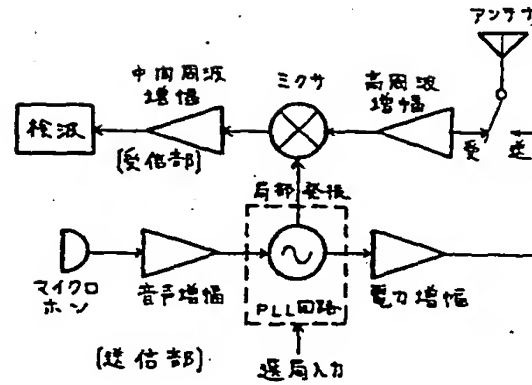 アンテナ
中間周波
増幅
ミクサ
高周波
増幅
検波
[受信部]
受
送
局部発振
マイクロ
ホン
音声増幅
PLL回路
電力増幅
[送信部]
選局入力